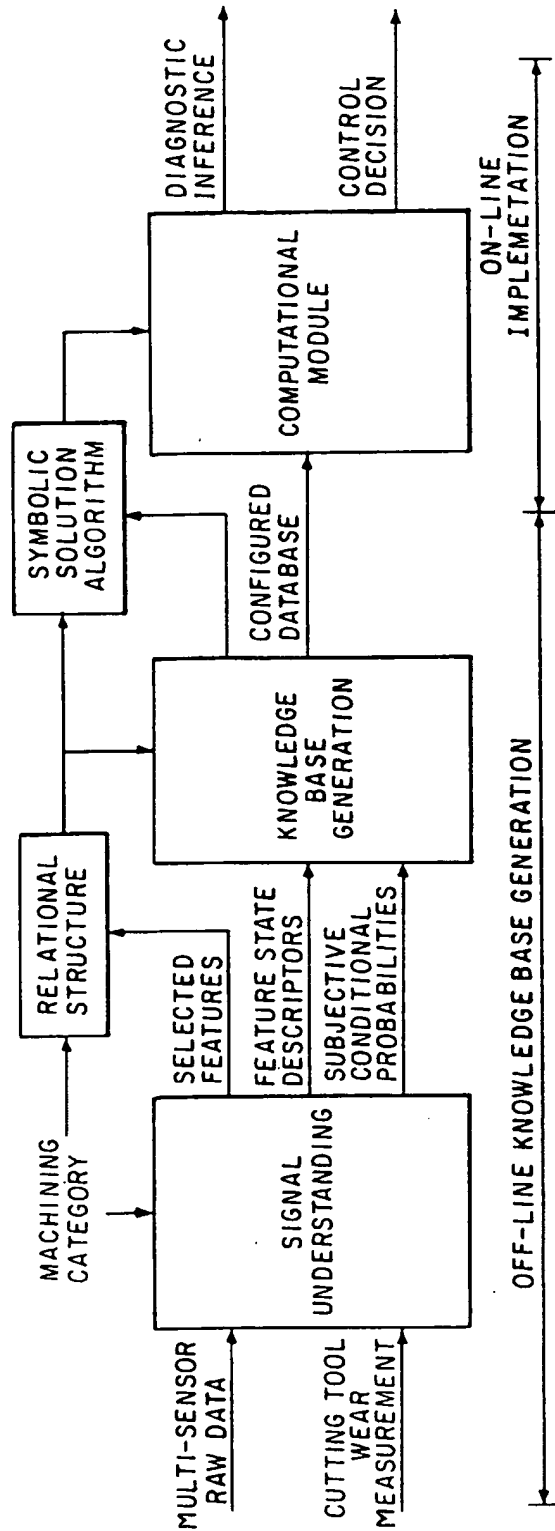 MULTI-SENSOR
RAW DATA
CUTTING TOOL
WEAR
MEASUREMENT
MACHINING
CATEGORY
SIGNAL
UNDERSTANDING
SELECTED
FEATURES
FEATURE STATE
DESCRIPTORS
SUBJECTIVE
CONDITIONAL
PROBABILITIES
RELATIONAL
STRUCTURE
KNOWLEDGE
BASE
GENERATION
CONFIGURED
DATABASE
SYMBOLIC
SOLUTION
ALGORITHM
COMPUTATIONAL
MODULE
DIAGNOSTIC
INFERENCE
CONTROL
DECISION
OFF-LINE KNOWLEDGE BASE GENERATION
ON-LINE
IMPLEMETATION